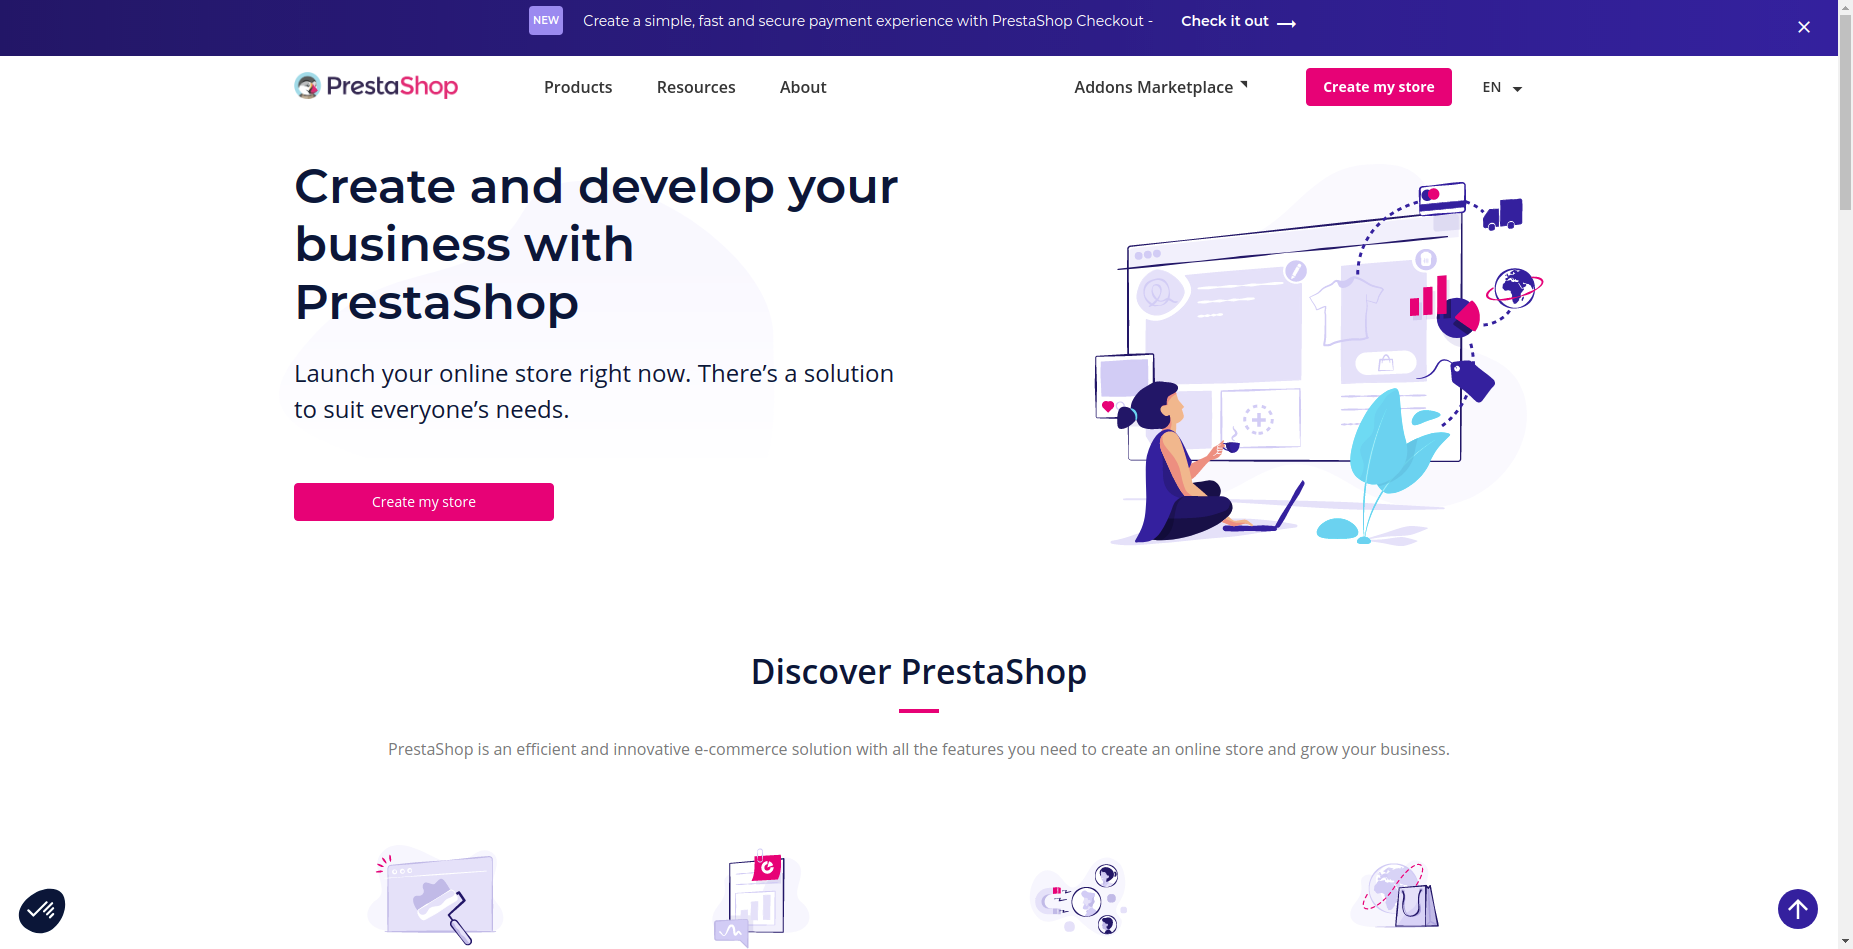 NEW Create a simple, fast and secure payment experience with PrestaShop Checkout - Check it out
PrestaShop Products Resources About Addons Marketplace Create my store EN
Create and develop your
business with
PrestaShop
Launch your online store right now. There’s a solution
to suit everyone’s needs.
Create my store
Discover PrestaShop
PrestaShop is an efficient and innovative e-commerce solution with all the features you need to create an online store and grow your business.